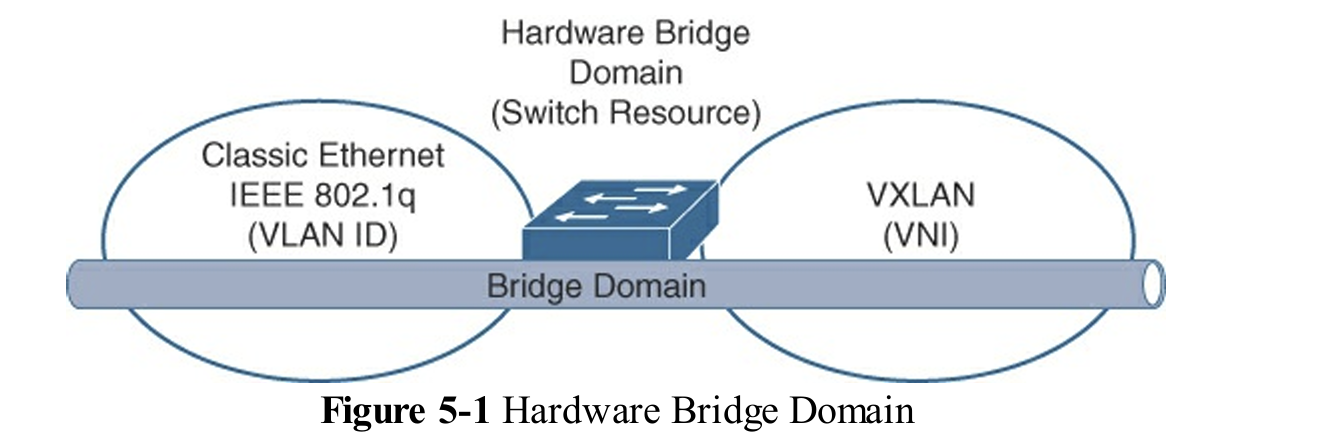 Hardware Bridge
Domain
(Switch Resource)
Classic Ethernet
IEEE 802.1q
(VLAN ID)
VXLAN
(VNI)
Bridge Domain
Figure 5-1 Hardware Bridge Domain